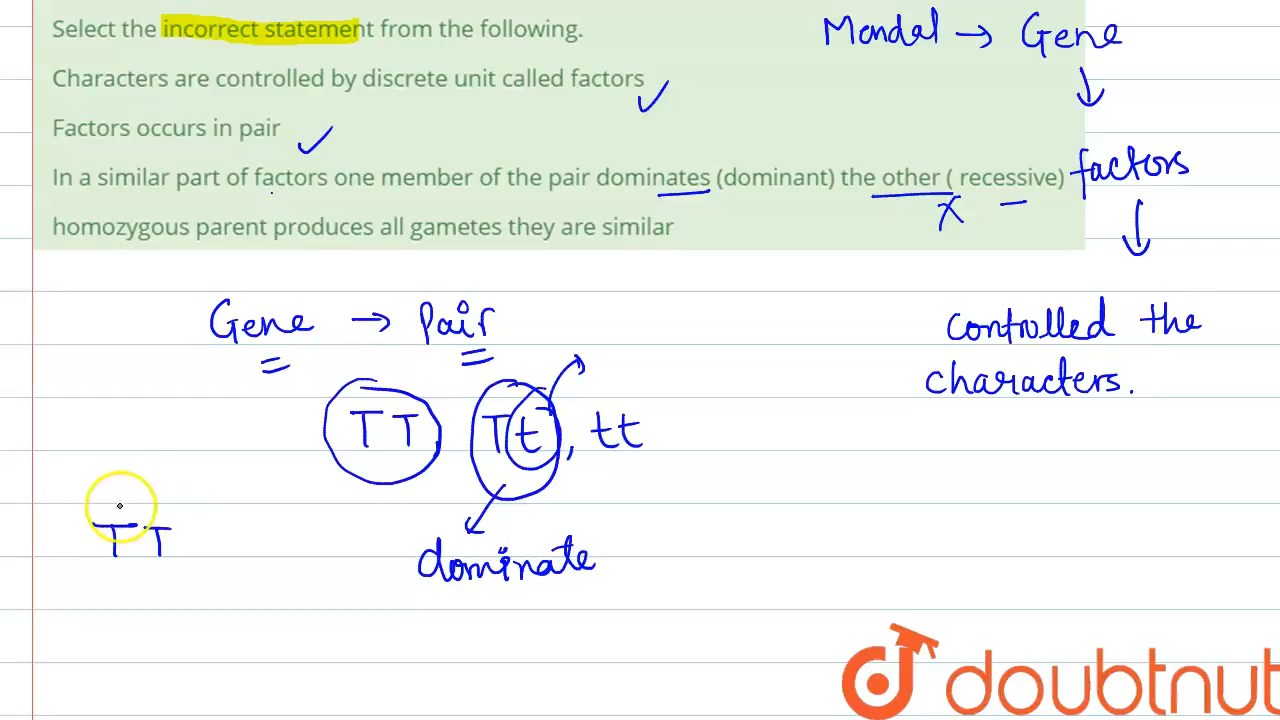 Select the incorrect statement from the following.
Characters are controlled by discrete unit called factors
Factors occurs in pair
In a similar part of factors one member of the pair dominates (dominant) the other ( recessive)
homozygous parent produces all gametes they are similar
Mendal → Gene
factors
controlled the
characters.
Gene → Pair
TT Tt, tt
dominate
TT
doubtnut